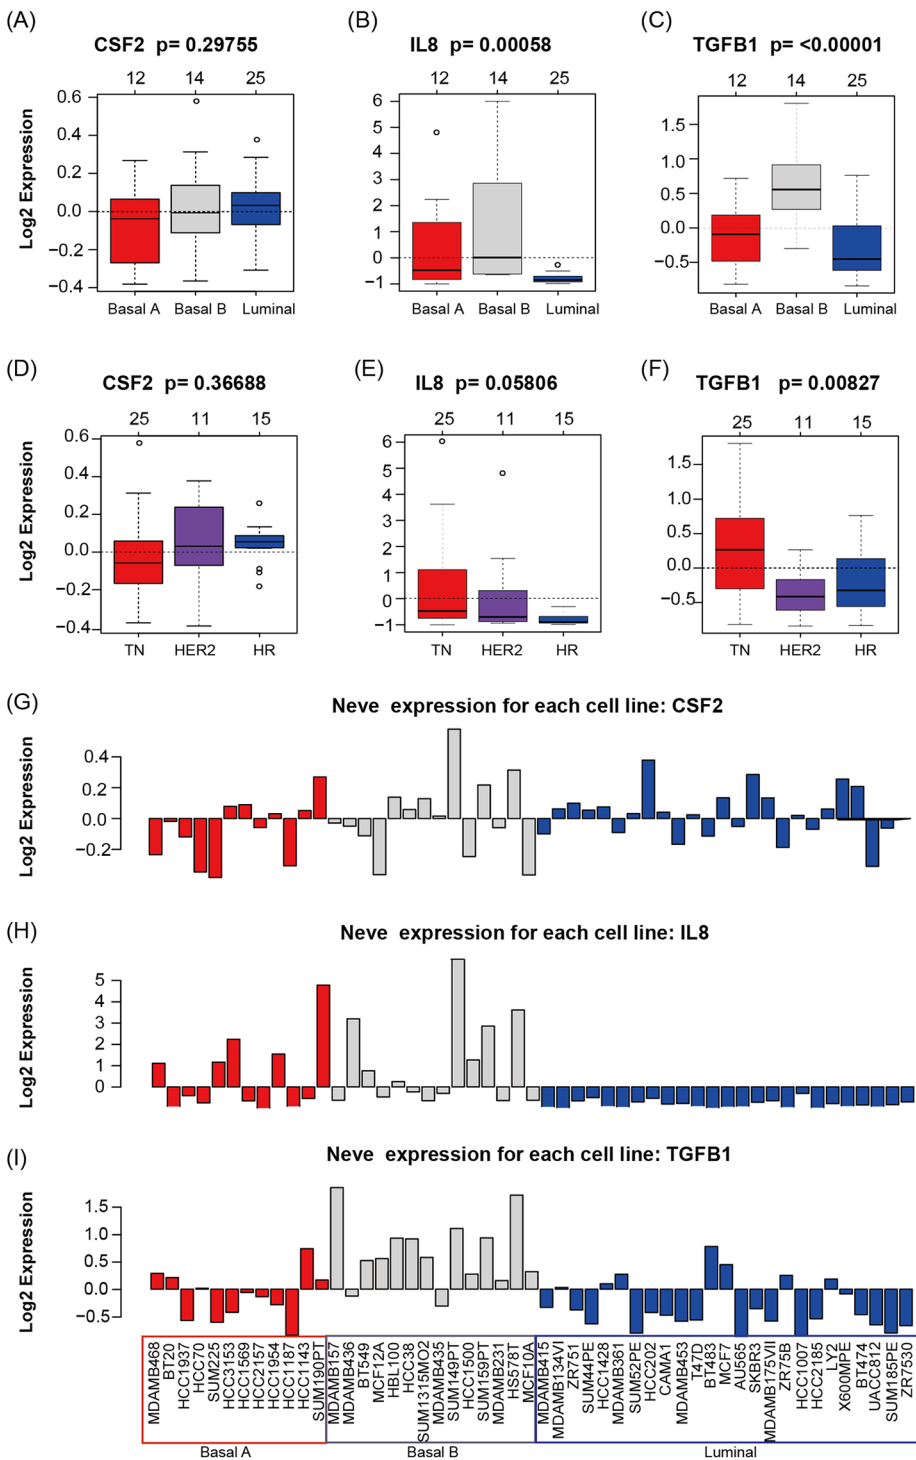 (A) (B) (C)
CSF2 p= 0.29755 IL8 p= 0.00058 TGFB1 p= <0.00001
12 14 25 12 14 25 12 14 25
Log2 Expression
0.6
0.4
0.2
0.0
−0.2
−0.4
6
5
4
3
2
1
0
−1
1.5
1.0
0.5
0.0
−0.5
Basal A Basal B Luminal Basal A Basal B Luminal Basal A Basal B Luminal
(D) (E) (F)
CSF2 p= 0.36688 IL8 p= 0.05806 TGFB1 p= 0.00827
25 11 15 25 11 15 25 11 15
Log2 Expression
0.6
0.4
0.2
0.0
−0.2
−0.4
6
5
4
3
2
1
0
−1
1.5
1.0
0.5
0.0
−0.5
TN HER2 HR TN HER2 HR TN HER2 HR
(G)
Neve expression for each cell line: CSF2
Log2 Expression
0.4
0.2
0.0
−0.2
(H)
Neve expression for each cell line: IL8
Log2 Expression
5
4
3
2
1
0
(I)
Neve expression for each cell line: TGFB1
Log2 Expression
1.5
1.0
0.5
0.0
−0.5
MDAMB468
BT20
HCC1937
HCC70
SUM225
HCC3153
HCC1569
HCC2157
HCC1954
HCC1187
HCC1143
SUM190PT
MDAMB157
MDAMB436
BT549
MCF12A
HBL100
HCC38
SUM1315MO2
MDAMB435
SUM149PT
HCC1500
SUM159PT
MDAMB231
HS578T
MCF10A
MDAMB415
MDAMB134VI
ZR751
SUM44PE
HCC1428
MDAMB361
SUM52PE
HCC202
CAMA1
MDAMB453
T47D
BT483
MCF7
AU565
SKBR3
MDAMB175VII
ZR75B
HCC1007
HCC2185
LY2
X600MPE
BT474
UACC812
SUM185PE
ZR7530
Basal A Basal B Luminal